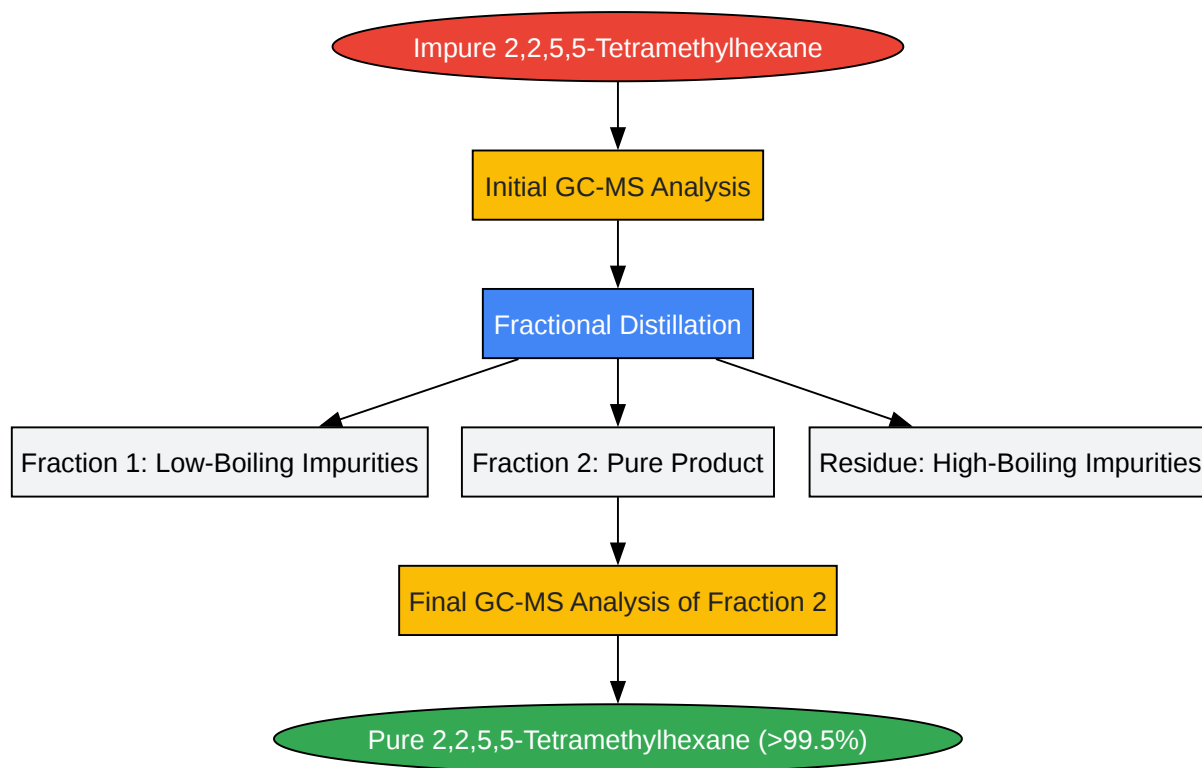 Impure 2,2,5,5-Tetramethylhexane
Initial GC-MS Analysis
Fractional Distillation
Fraction 1: Low-Boiling Impurities
Fraction 2: Pure Product
Residue: High-Boiling Impurities
Final GC-MS Analysis of Fraction 2
Pure 2,2,5,5-Tetramethylhexane (>99.5%)